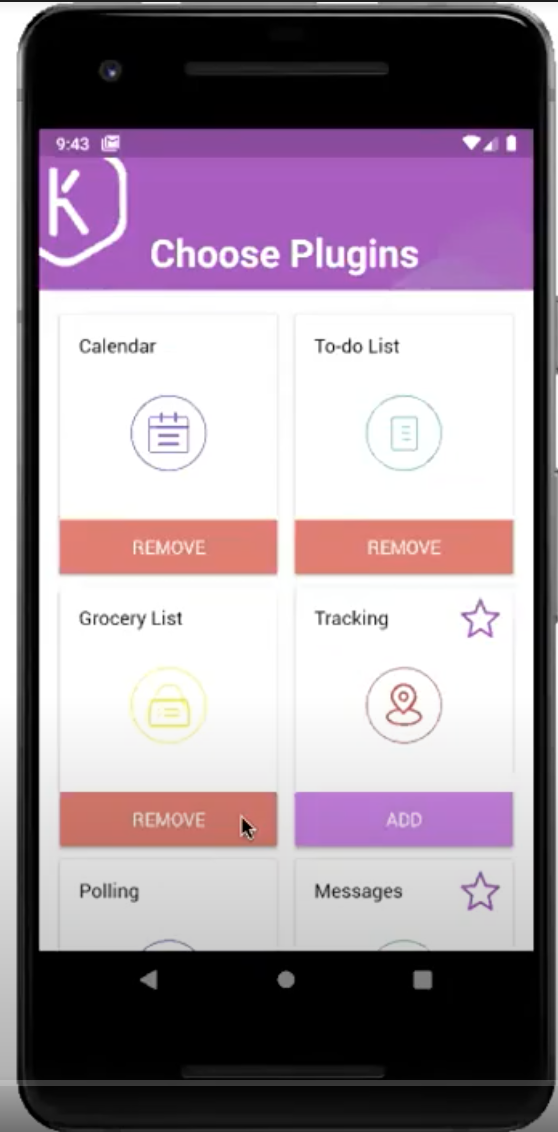 9:43
K
Choose Plugins
Calendar
To-do List
REMOVE
REMOVE
Grocery List
Tracking
REMOVE
ADD
Polling
Messages